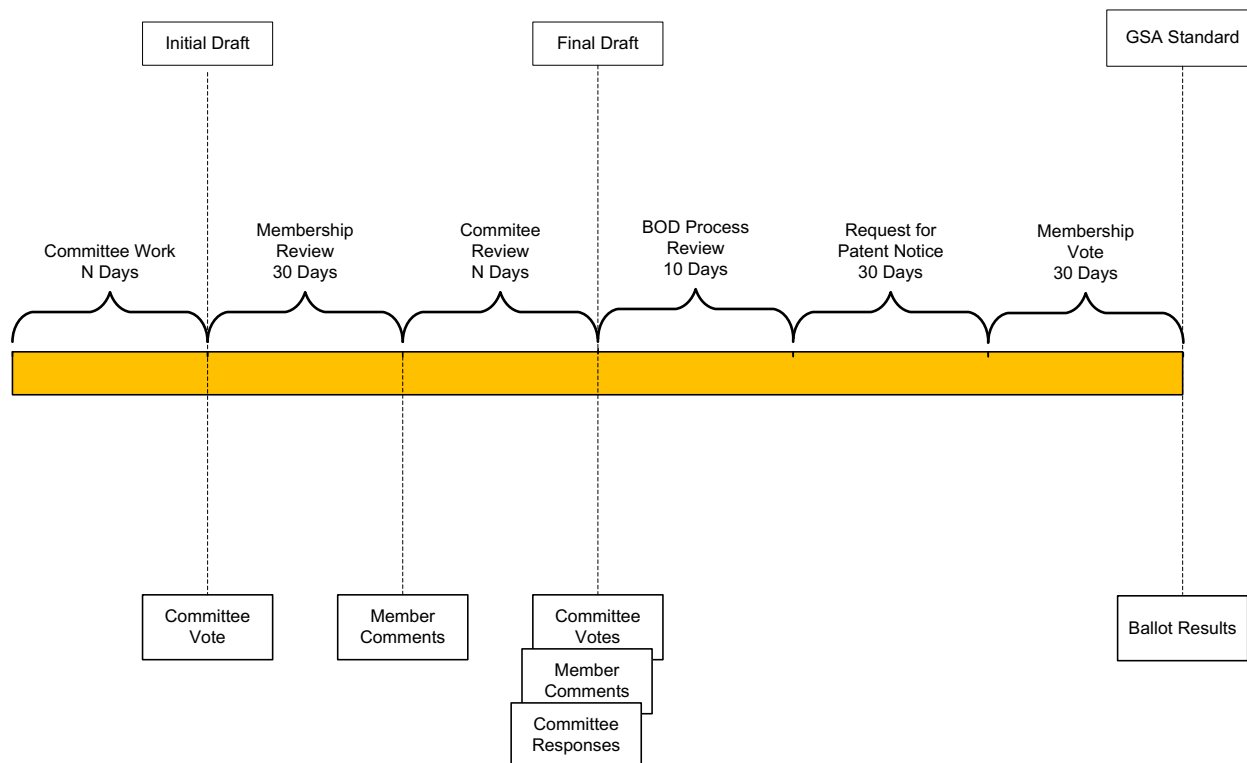 Initial Draft
Final Draft
GSA Standard
Committee Work
N Days
Membership
Review
30 Days
Commitee
Review
N Days
BOD Process
Review
10 Days
Request for
Patent Notice
30 Days
Membership
Vote
30 Days
Committee
Vote
Member
Comments
Committee
Votes
Member
Comments
Committee
Responses
Ballot Results